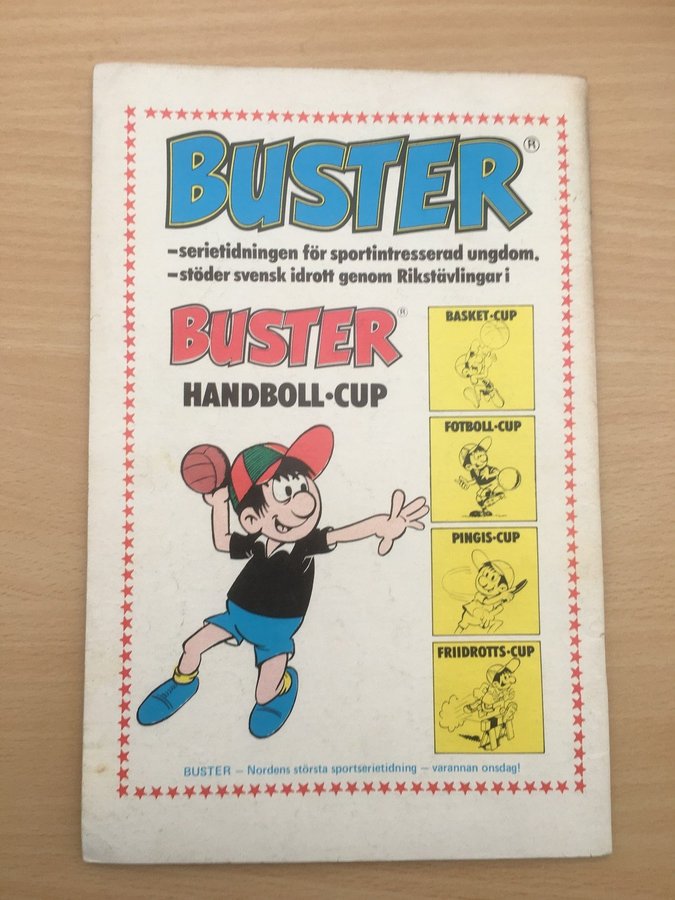 BUSTER®
–serietidningen för sportintresserad ungdom.
–stöder svensk idrott genom Rikstävlingar i
BUSTER®
HANDBOLL·CUP
BASKET·CUP
FOTBOLL·CUP
PINGIS·CUP
FRIIDROTTS·CUP
BUSTER – Nordens största sportserietidning – varannan onsdag!